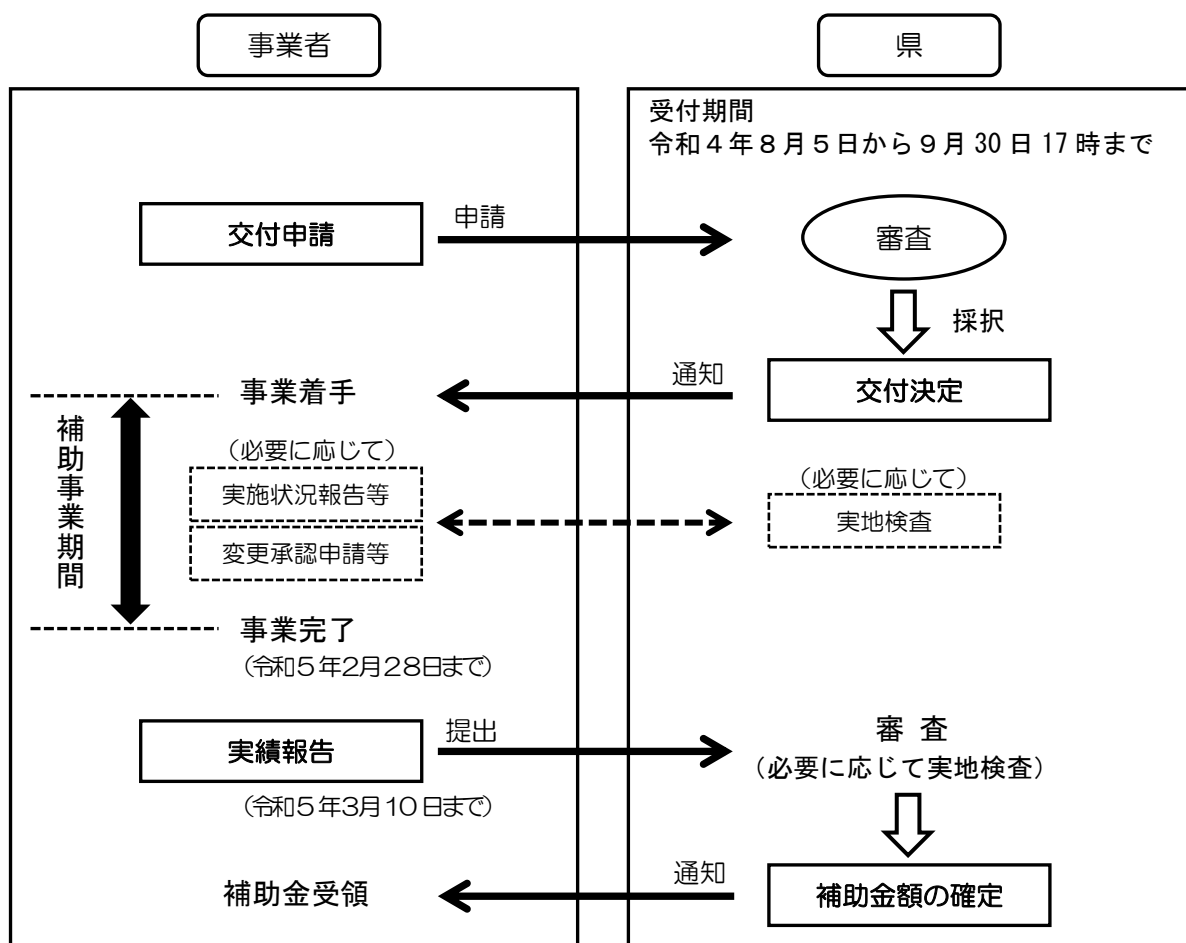 事業者
県
受付期間
令和４年８月５日から９月30日17時まで
交付申請
申請
審査
採択
通知
事業着手
交付決定
補助事業期間
（必要に応じて）
実施状況報告等
変更承認申請等
（必要に応じて）
実地検査
事業完了
（令和５年２月２８日まで）
実績報告
提出
審 査
（必要に応じて実地検査）
（令和５年３月１０日まで）
補助金受領
通知
補助金額の確定